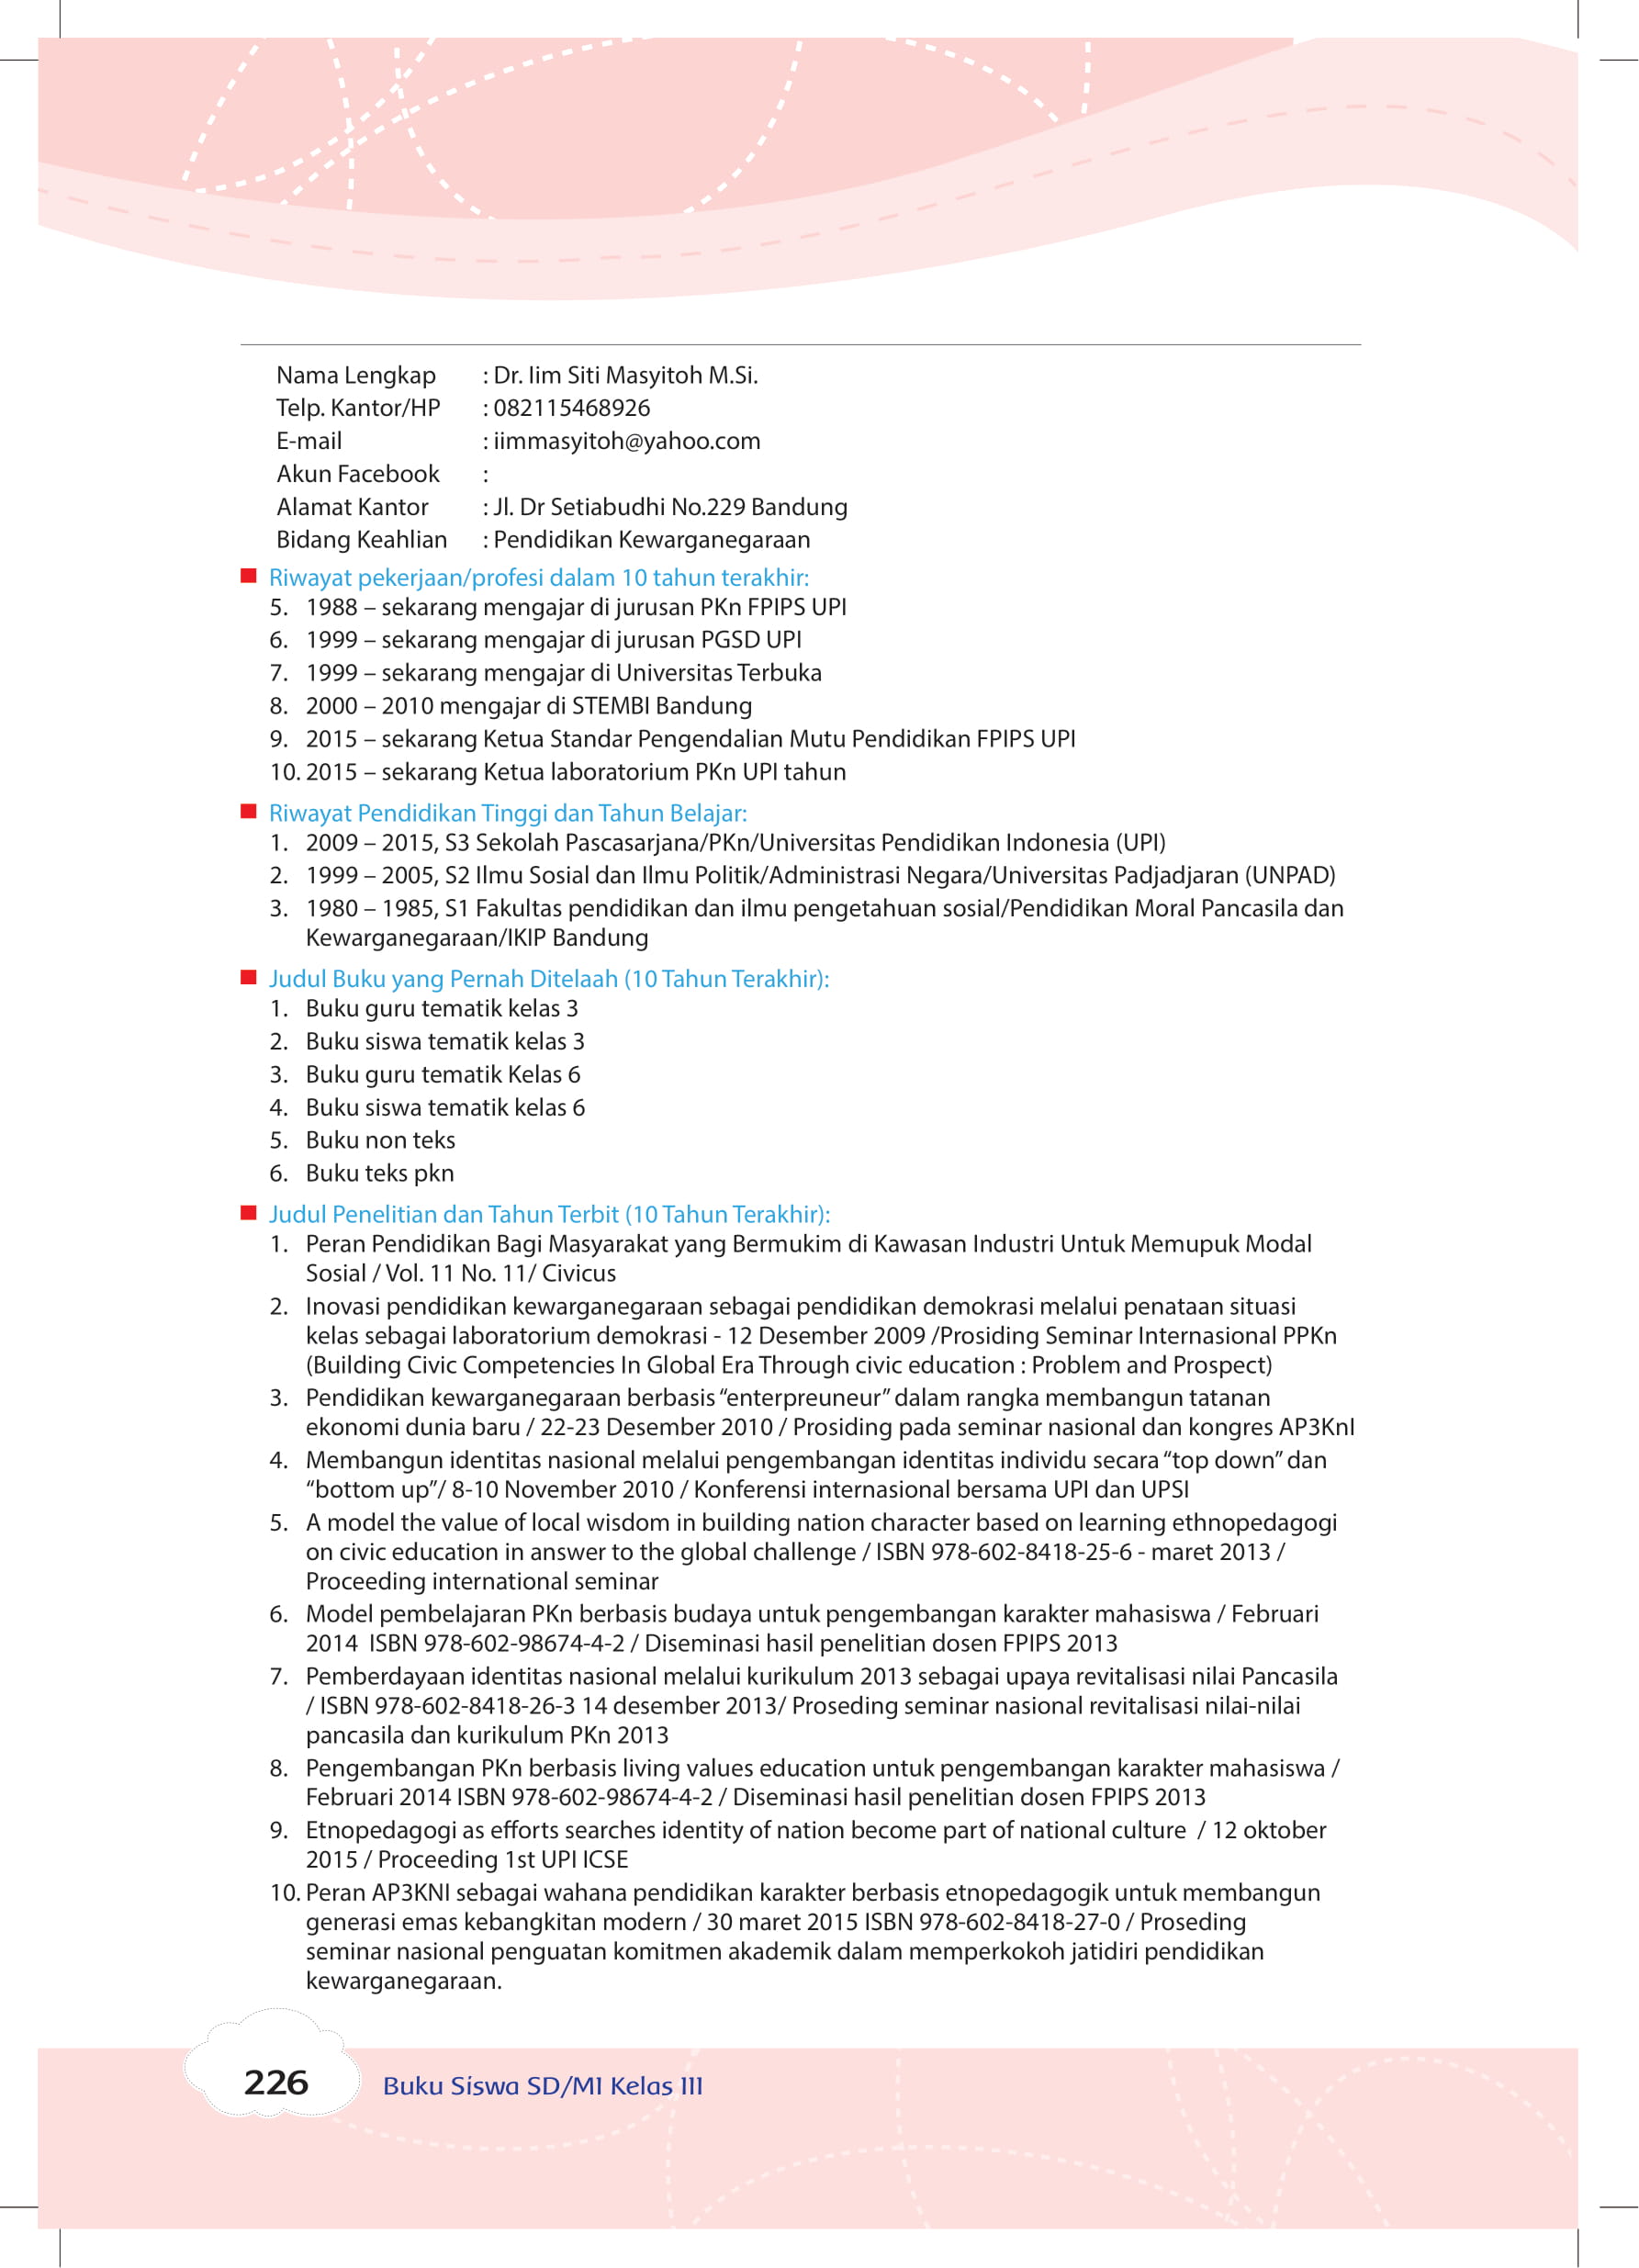 Nama Lengkap : Dr. Iim Siti Masyitoh M.Si.
Telp. Kantor/HP : 082115468926
E-mail : iimmasyitoh@yahoo.com
Akun Facebook :
Alamat Kantor : Jl. Dr Setiabudhi No.229 Bandung
Bidang Keahlian : Pendidikan Kewarganegaraan
Riwayat pekerjaan/profesi dalam 10 tahun terakhir:
5. 1988 – sekarang mengajar di jurusan PKn FPIPS UPI
6. 1999 – sekarang mengajar di jurusan PGSD UPI
7. 1999 – sekarang mengajar di Universitas Terbuka
8. 2000 – 2010 mengajar di STEMBI Bandung
9. 2015 – sekarang Ketua Standar Pengendalian Mutu Pendidikan FPIPS UPI
10. 2015 – sekarang Ketua laboratorium PKn UPI tahun
Riwayat Pendidikan Tinggi dan Tahun Belajar:
1. 2009 – 2015, S3 Sekolah Pascasarjana/PKn/Universitas Pendidikan Indonesia (UPI)
2. 1999 – 2005, S2 Ilmu Sosial dan Ilmu Politik/Administrasi Negara/Universitas Padjadjaran (UNPAD)
3. 1980 – 1985, S1 Fakultas pendidikan dan ilmu pengetahuan sosial/Pendidikan Moral Pancasila dan
Kewarganegaraan/IKIP Bandung
Judul Buku yang Pernah Ditelaah (10 Tahun Terakhir):
1. Buku guru tematik kelas 3
2. Buku siswa tematik kelas 3
3. Buku guru tematik Kelas 6
4. Buku siswa tematik kelas 6
5. Buku non teks
6. Buku teks pkn
Judul Penelitian dan Tahun Terbit (10 Tahun Terakhir):
1. Peran Pendidikan Bagi Masyarakat yang Bermukim di Kawasan Industri Untuk Memupuk Modal
Sosial / Vol. 11 No. 11/ Civicus
2. Inovasi pendidikan kewarganegaraan sebagai pendidikan demokrasi melalui penataan situasi
kelas sebagai laboratorium demokrasi - 12 Desember 2009 /Prosiding Seminar Internasional PPKn
(Building Civic Competencies In Global Era Through civic education : Problem and Prospect)
3. Pendidikan kewarganegaraan berbasis “enterpreuneur” dalam rangka membangun tatanan
ekonomi dunia baru / 22-23 Desember 2010 / Prosiding pada seminar nasional dan kongres AP3KnI
4. Membangun identitas nasional melalui pengembangan identitas individu secara “top down” dan
“bottom up”/ 8-10 November 2010 / Konferensi internasional bersama UPI dan UPSI
5. A model the value of local wisdom in building nation character based on learning ethnopedagogi
on civic education in answer to the global challenge / ISBN 978-602-8418-25-6 - maret 2013 /
Proceeding international seminar
6. Model pembelajaran PKn berbasis budaya untuk pengembangan karakter mahasiswa / Februari
2014 ISBN 978-602-98674-4-2 / Diseminasi hasil penelitian dosen FPIPS 2013
7. Pemberdayaan identitas nasional melalui kurikulum 2013 sebagai upaya revitalisasi nilai Pancasila
/ ISBN 978-602-8418-26-3 14 desember 2013/ Proseding seminar nasional revitalisasi nilai-nilai
pancasila dan kurikulum PKn 2013
8. Pengembangan PKn berbasis living values education untuk pengembangan karakter mahasiswa /
Februari 2014 ISBN 978-602-98674-4-2 / Diseminasi hasil penelitian dosen FPIPS 2013
9. Etnopedagogi as efforts searches identity of nation become part of national culture / 12 oktober
2015 / Proceeding 1st UPI ICSE
10. Peran AP3KNI sebagai wahana pendidikan karakter berbasis etnopedagogik untuk membangun
generasi emas kebangkitan modern / 30 maret 2015 ISBN 978-602-8418-27-0 / Proseding
seminar nasional penguatan komitmen akademik dalam memperkokoh jatidiri pendidikan
kewarganegaraan.
226 Buku Siswa SD/MI Kelas III